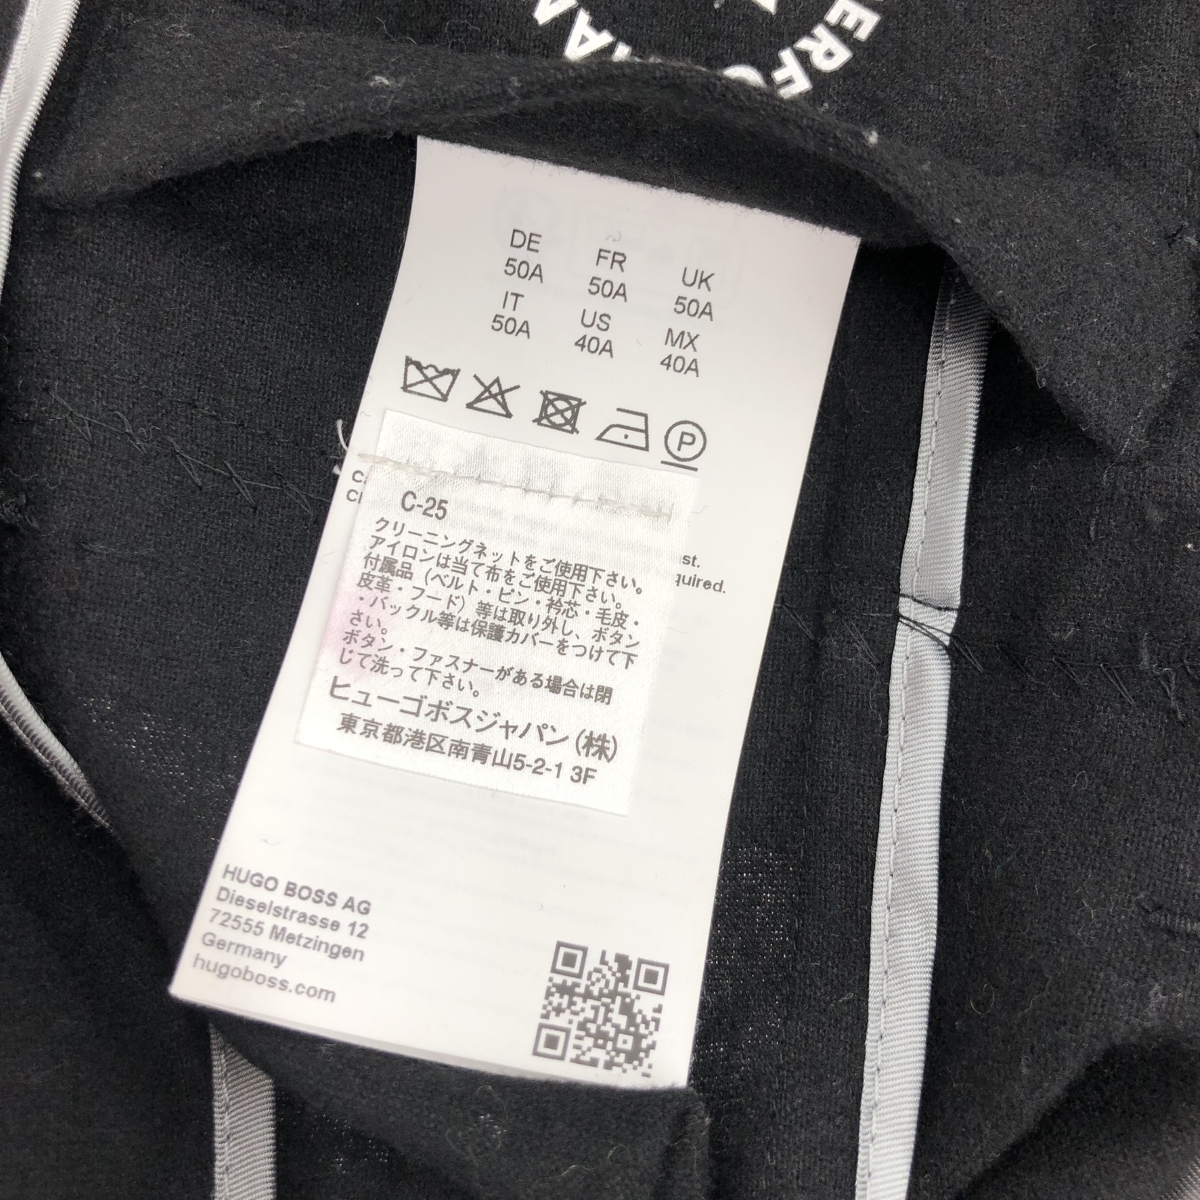 DE FR UK
50A 50A 50A
IT US MX
50A 40A 40A
P
st.
quired.
C-25
クリーニングネットをご使用下さい。
アイロンは当て布をご使用下さい。
付属品（ベルト・ピン・衿芯・毛皮・
皮革・フード）等は取り外し、ボタン
・バックル等は保護カバーをつけて下
さい。
ボタン・ファスナーがある場合は閉
じて洗って下さい。
ヒューゴボスジャパン(株)
東京都港区南青山5-2-1 3F
HUGO BOSS AG
Dieselstrasse 12
72555 Metzingen
Germany
hugoboss.com